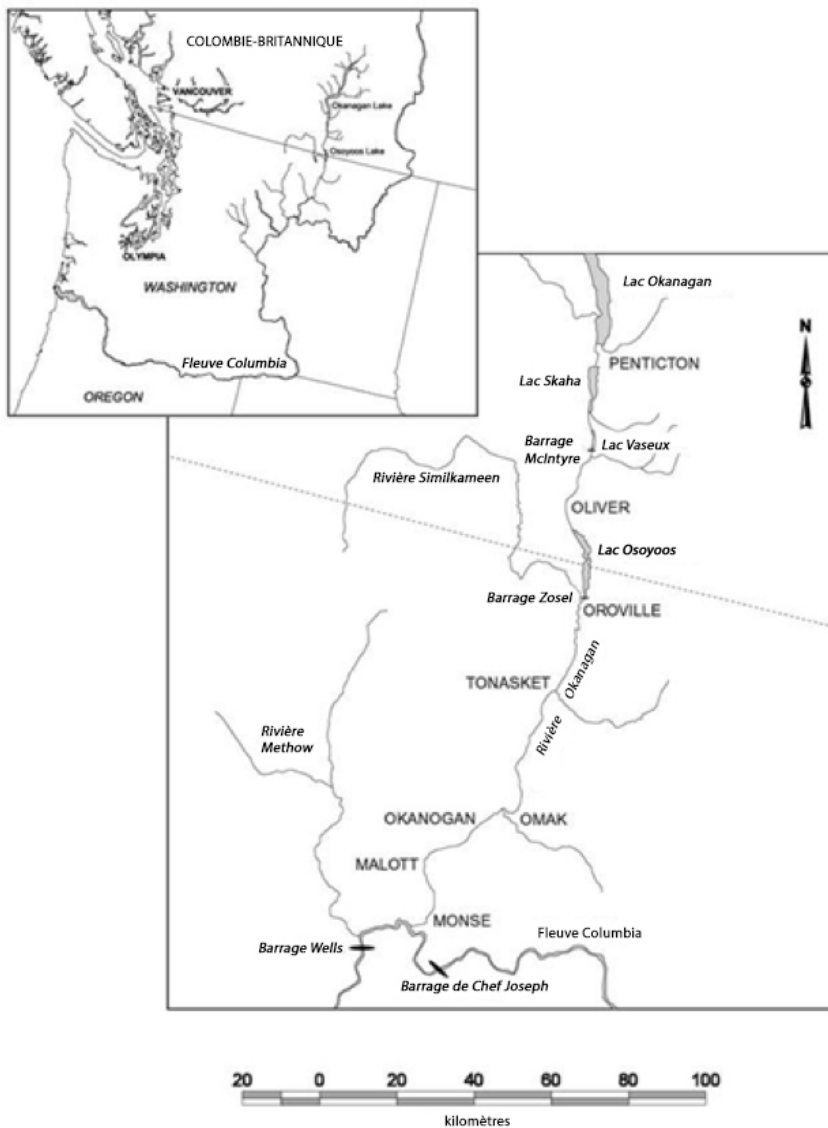 COLOMBIE-BRITANNIQUE
VANCOUVER
Okanagan Lake
Osoyoos Lake
OLYMPIA
WASHINGTON
Fleuve Columbia
OREGON
Lac Okanagan
N
PENTICTON
Lac Skaha
Barrage
McIntyre
Lac Vaseux
Rivière Similkameen
OLIVER
Lac Osoyoos
Barrage Zosel
OROVILLE
TONASKET
Rivière Okanagan
Rivière
Methow
OKANOGAN
OMAK
MALOTT
MONSE
Fleuve Columbia
Barrage Wells
Barrage de Chef Joseph
20 0 20 40 60 80 100
kilomètres